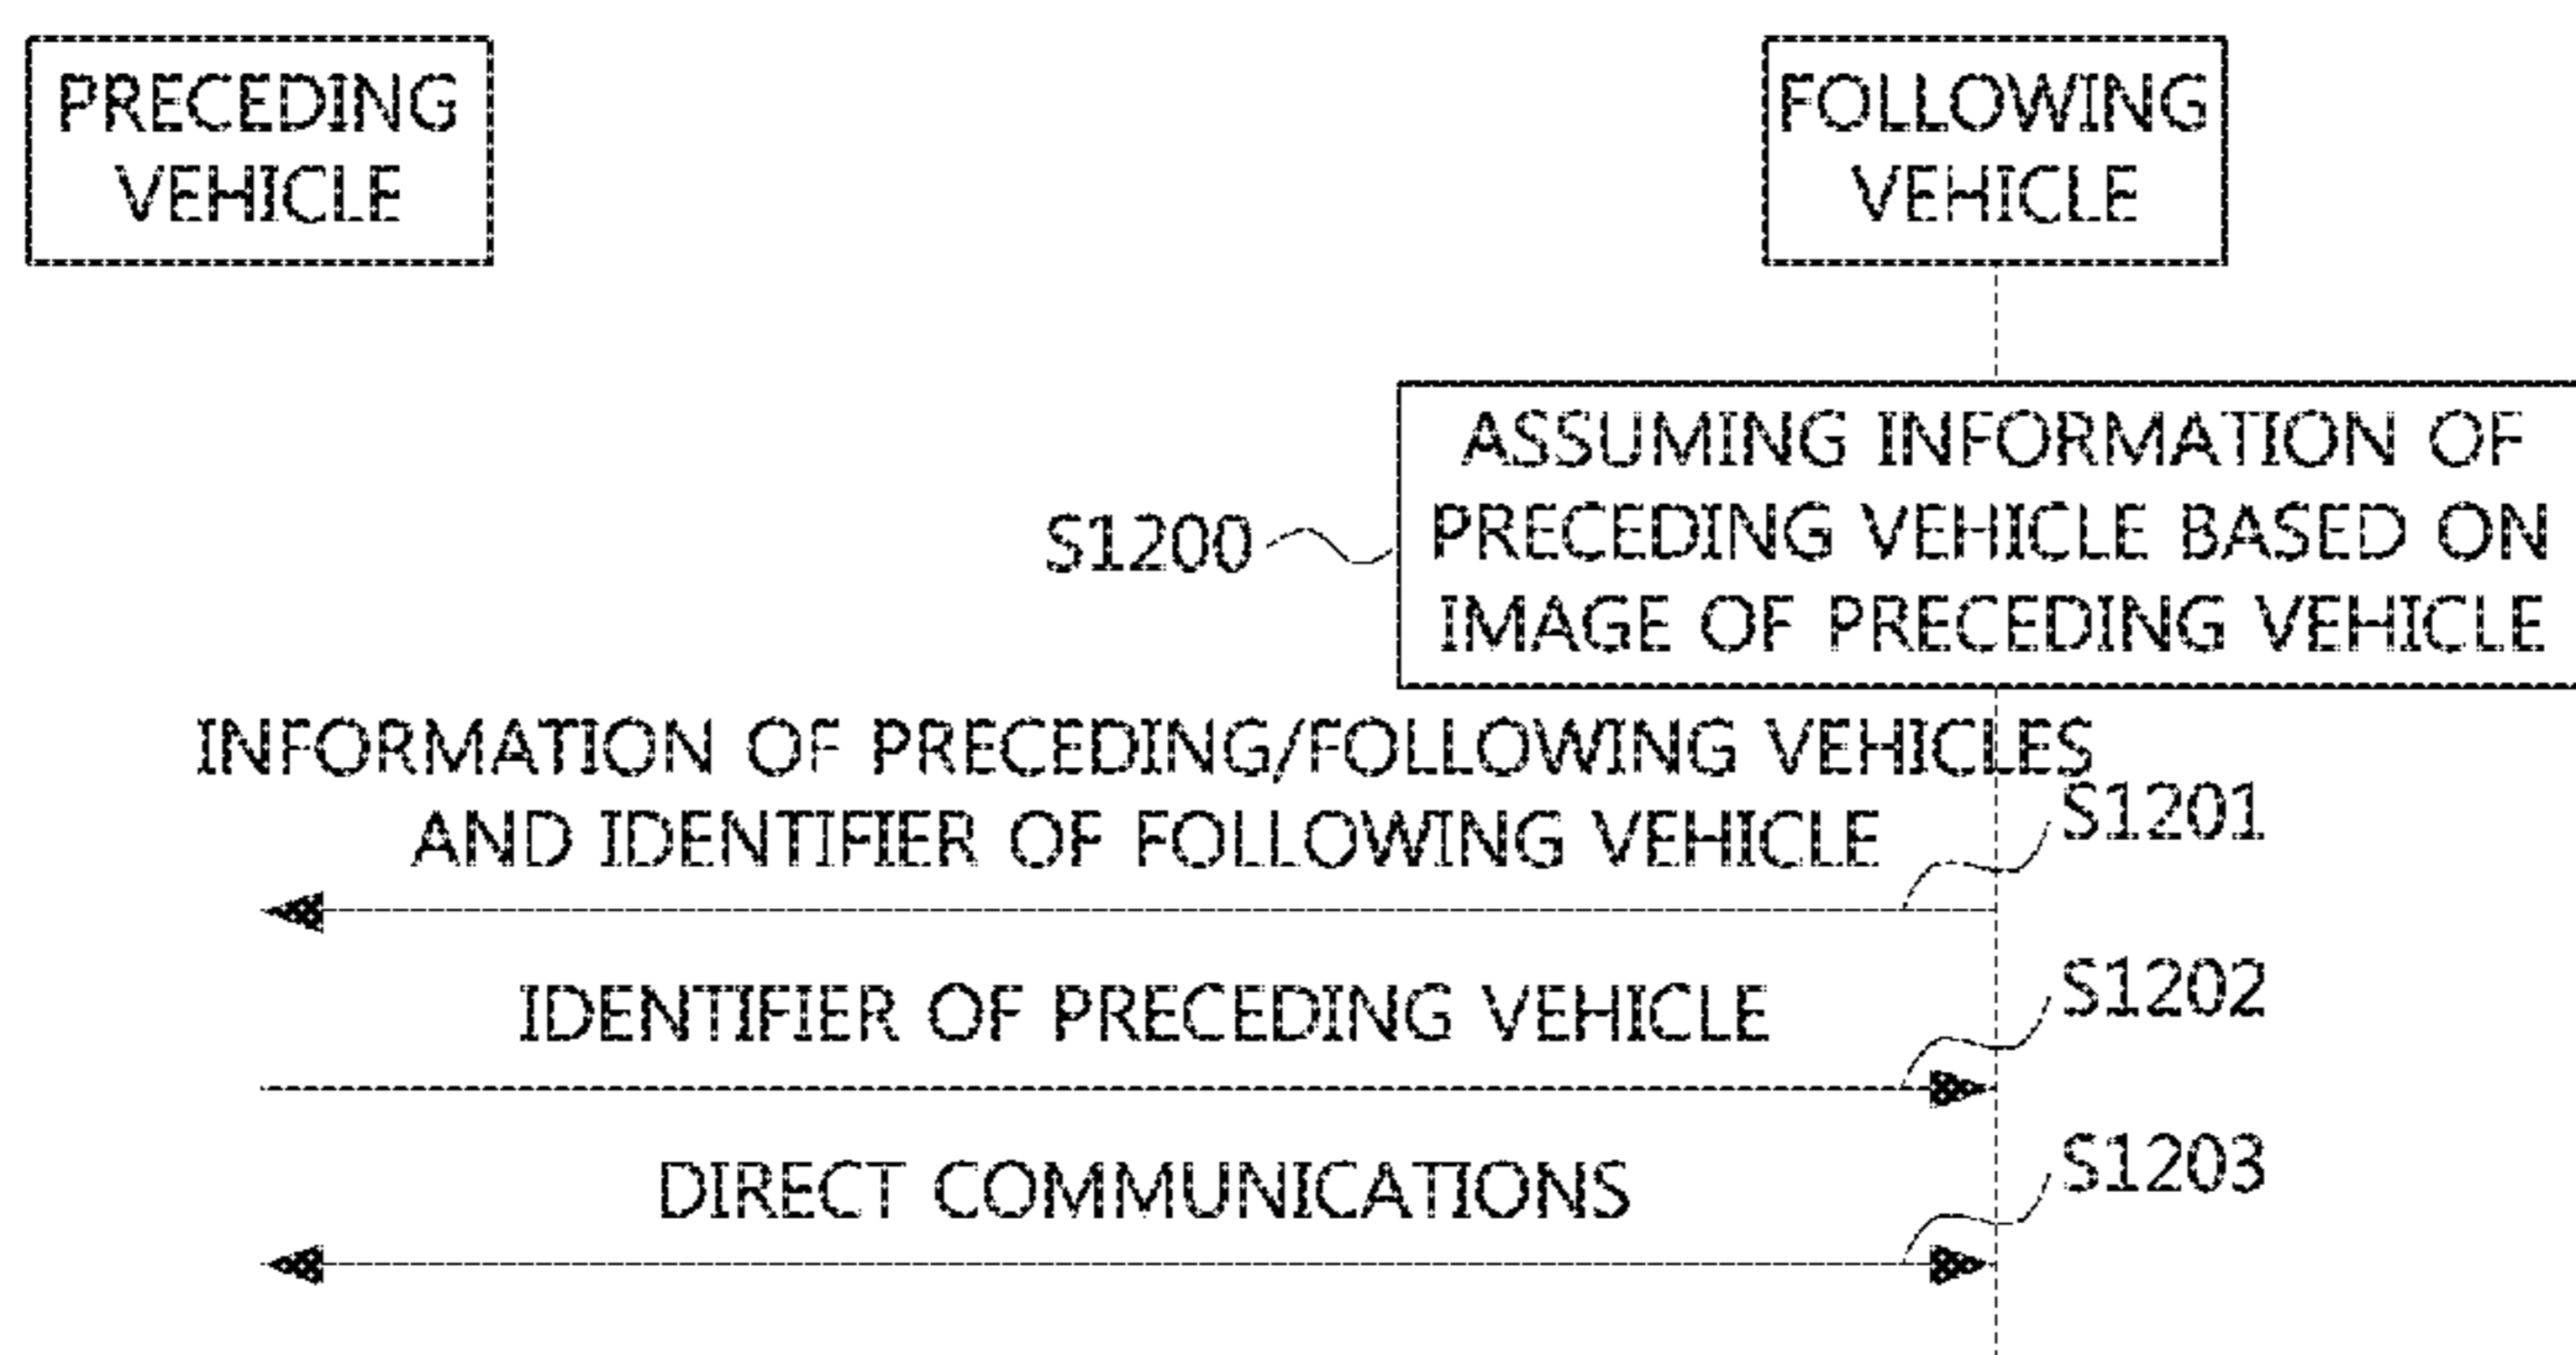 PRECEDING
VEHICLE
FOLLOWING
VEHICLE
ASSUMING INFORMATION OF
PRECEDING VEHICLE BASED ON
IMAGE OF PRECEDING VEHICLE
S1200
INFORMATION OF PRECEDING/FOLLOWING VEHICLES
AND IDENTIFIER OF FOLLOWING VEHICLE
S1201
IDENTIFIER OF PRECEDING VEHICLE
S1202
DIRECT COMMUNICATIONS
S1203